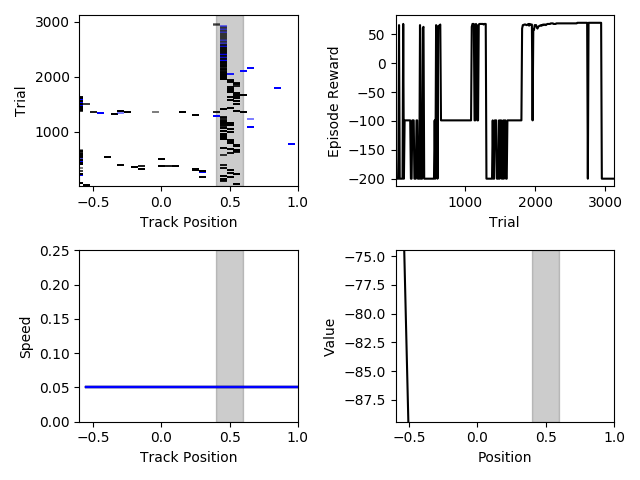 3000
2000
1000
Trial
−0.5 0.0 0.5 1.0
Track Position
50
0
−50
−100
−150
−200
Episode Reward
1000 2000 3000
Trial
0.25
0.20
0.15
0.10
0.05
0.00
Speed
−0.5 0.0 0.5 1.0
Track Position
−75.0
−77.5
−80.0
−82.5
−85.0
−87.5
Value
−0.5 0.0 0.5 1.0
Position